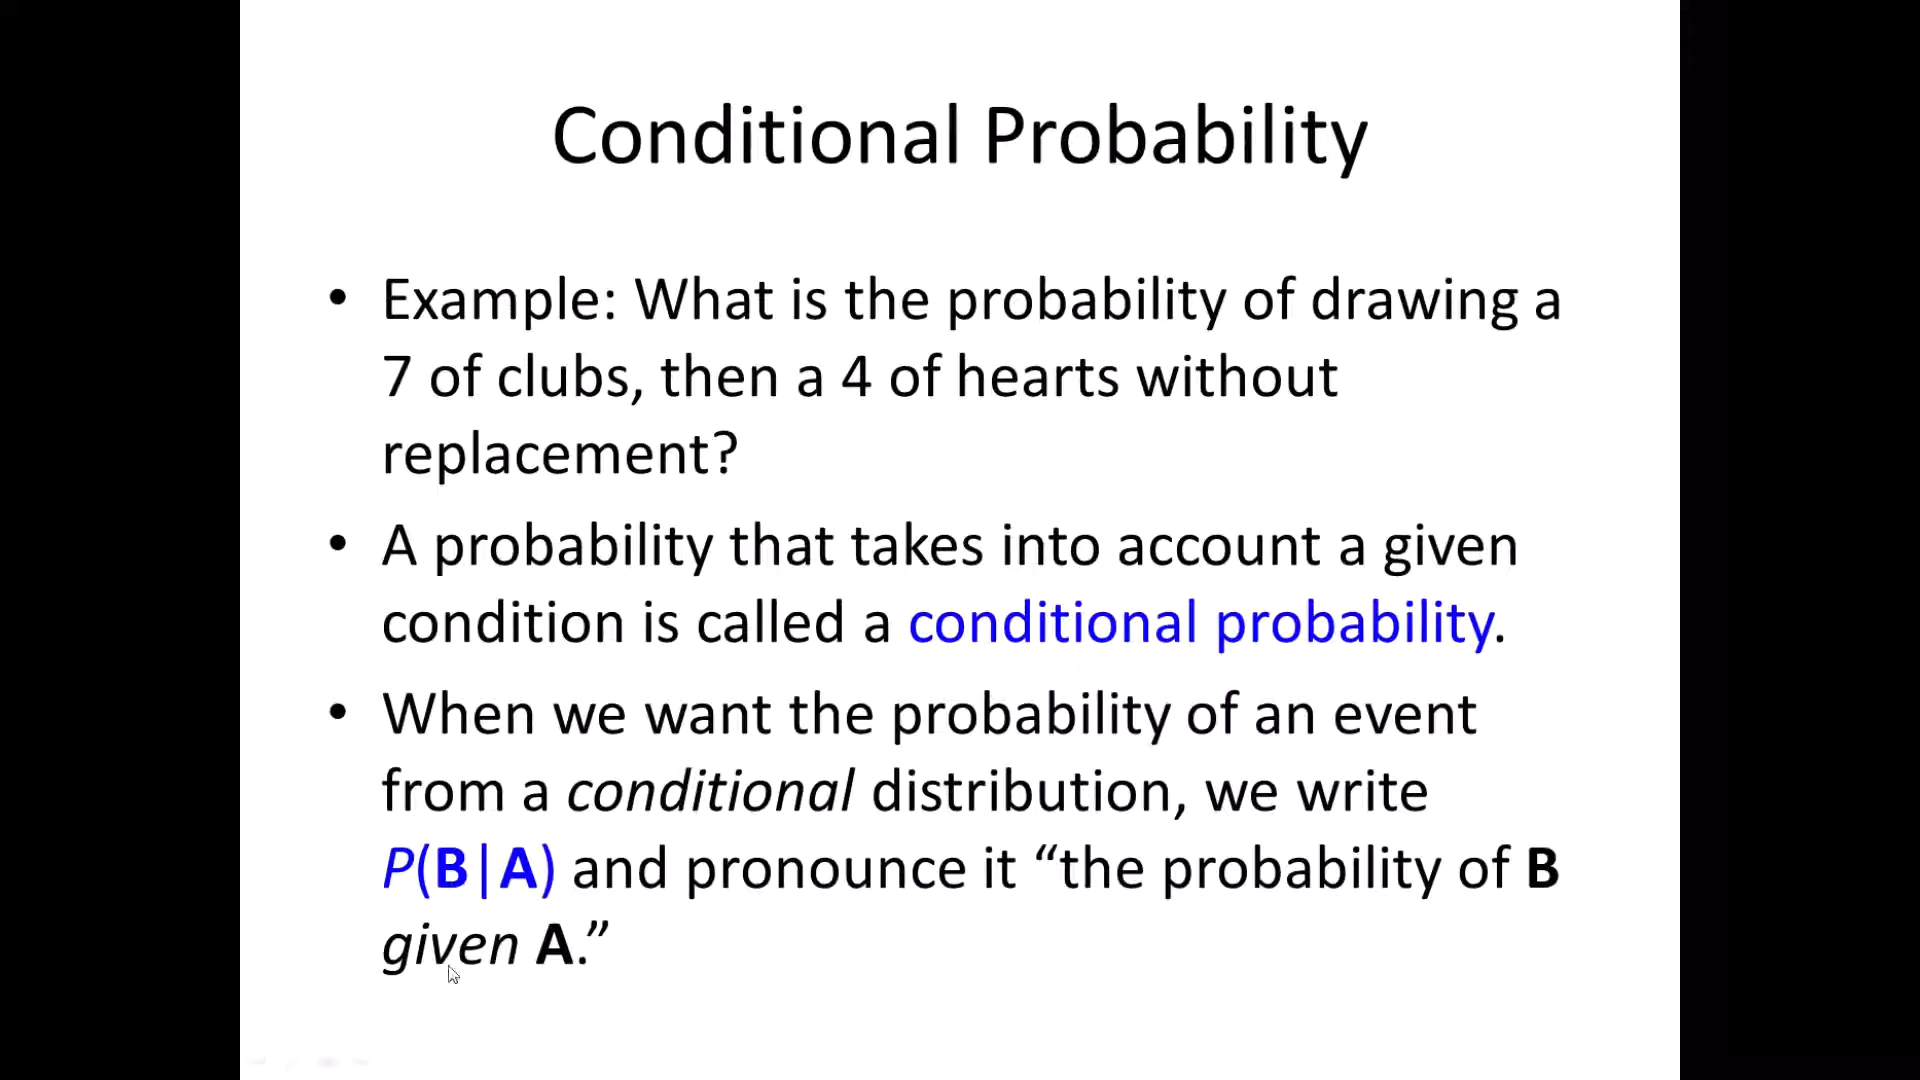 Conditional Probability
• Example: What is the probability of drawing a
7 of clubs, then a 4 of hearts without
replacement?
• A probability that takes into account a given
condition is called a conditional probability.
• When we want the probability of an event
from a conditional distribution, we write
P(B|A) and pronounce it “the probability of B
given A.”